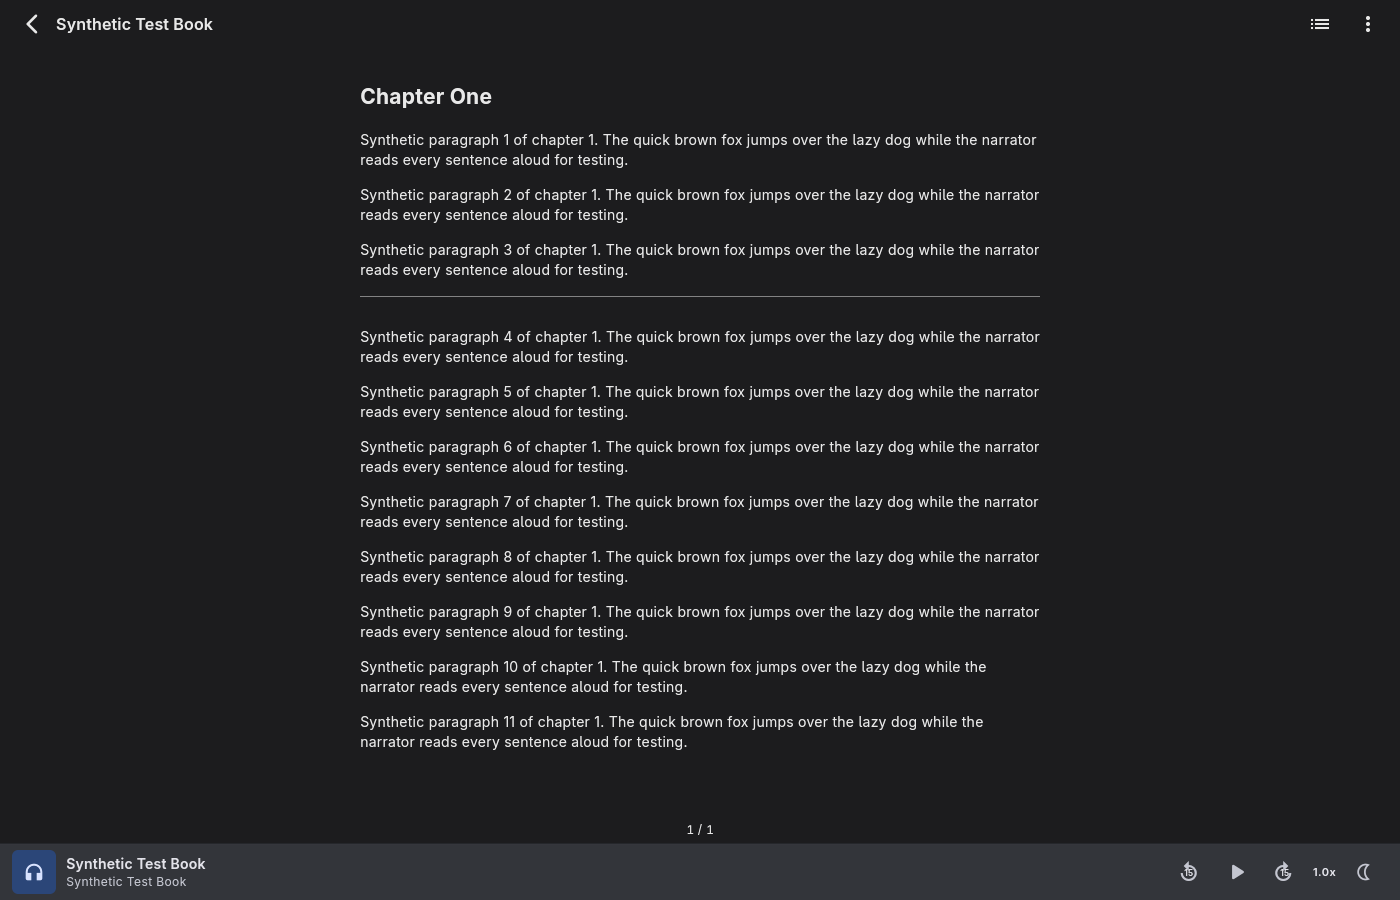 Synthetic Test Book
Chapter One
Synthetic paragraph 1 of chapter 1. The quick brown fox jumps over the lazy dog while the narrator
reads every sentence aloud for testing.
Synthetic paragraph 2 of chapter 1. The quick brown fox jumps over the lazy dog while the narrator
reads every sentence aloud for testing.
Synthetic paragraph 3 of chapter 1. The quick brown fox jumps over the lazy dog while the narrator
reads every sentence aloud for testing.
Synthetic paragraph 4 of chapter 1. The quick brown fox jumps over the lazy dog while the narrator
reads every sentence aloud for testing.
Synthetic paragraph 5 of chapter 1. The quick brown fox jumps over the lazy dog while the narrator
reads every sentence aloud for testing.
Synthetic paragraph 6 of chapter 1. The quick brown fox jumps over the lazy dog while the narrator
reads every sentence aloud for testing.
Synthetic paragraph 7 of chapter 1. The quick brown fox jumps over the lazy dog while the narrator
reads every sentence aloud for testing.
Synthetic paragraph 8 of chapter 1. The quick brown fox jumps over the lazy dog while the narrator
reads every sentence aloud for testing.
Synthetic paragraph 9 of chapter 1. The quick brown fox jumps over the lazy dog while the narrator
reads every sentence aloud for testing.
Synthetic paragraph 10 of chapter 1. The quick brown fox jumps over the lazy dog while the
narrator reads every sentence aloud for testing.
Synthetic paragraph 11 of chapter 1. The quick brown fox jumps over the lazy dog while the
narrator reads every sentence aloud for testing.
1 / 1
Synthetic Test Book
Synthetic Test Book
15 15 1.0x